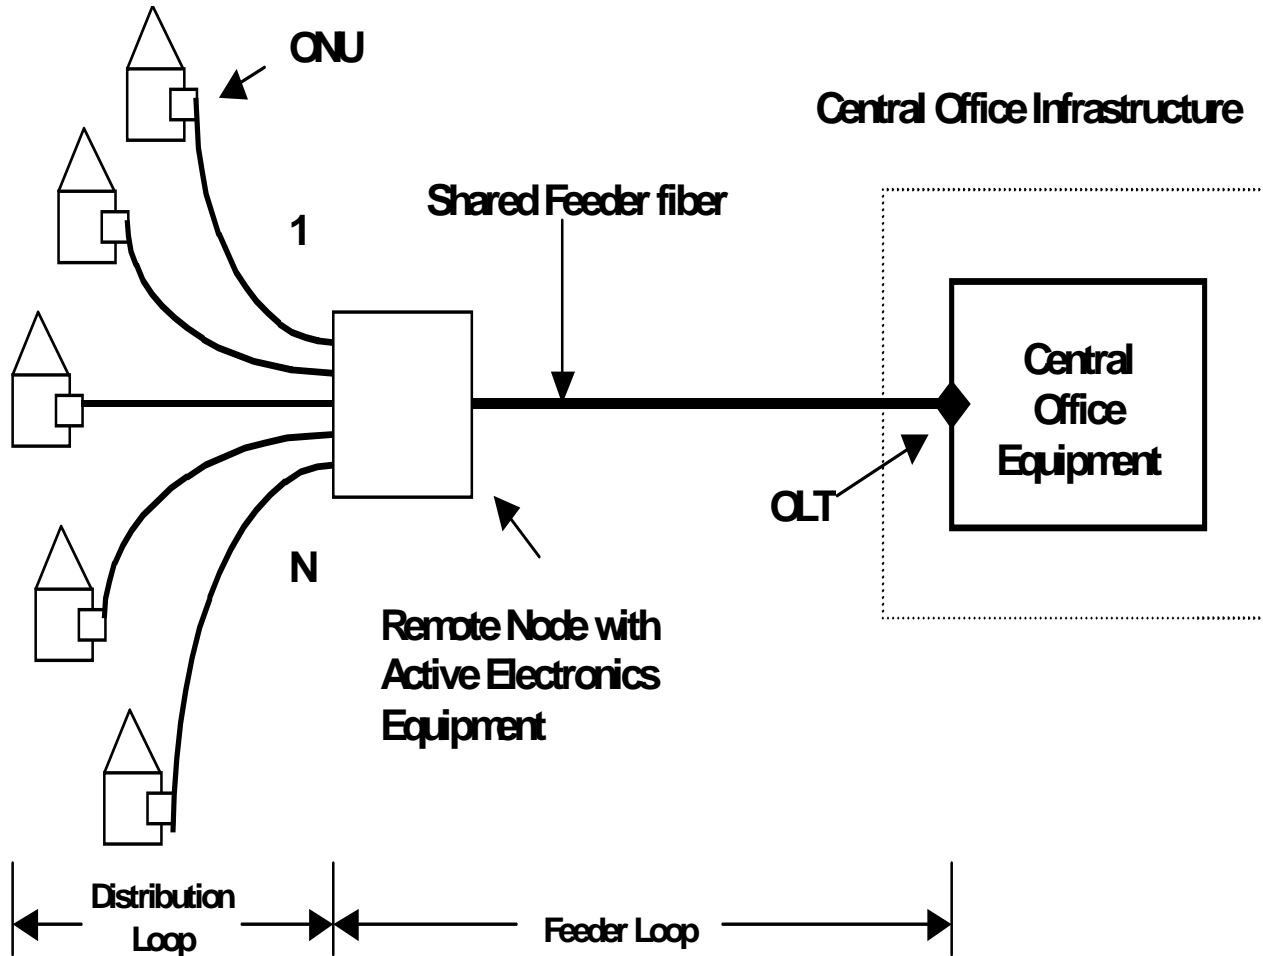 ONU
Central Office Infrastructure
Shared Feeder fiber
1
Central
Office
Equipment
OLT
N
Remote Node with
Active Electronics
Equipment
Distribution
Loop
Feeder Loop